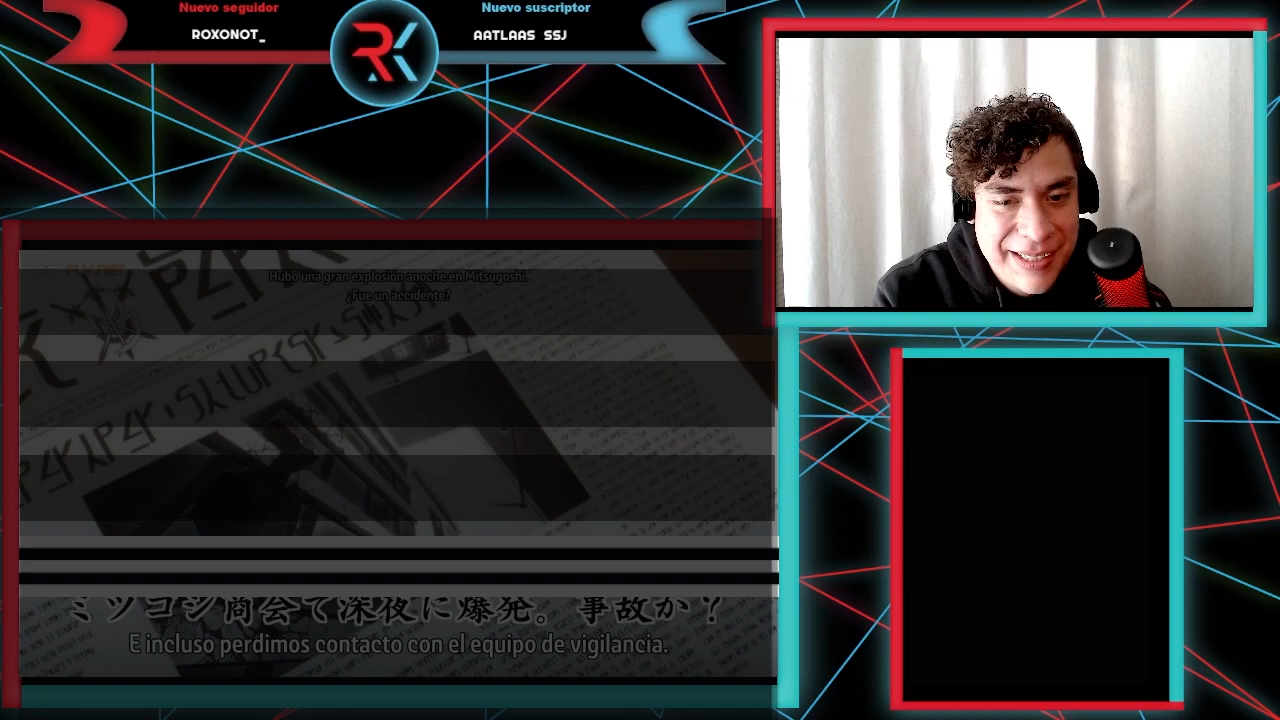 Nuevo seguidor
Nuevo suscriptor
ROXONOT_
AATLAAS SSJ
RK
Hubo una gran explosión anoche en Mitsugoshi.
¿Fue un accidente?
ミツゴシ商会で深夜に爆発。事故か？
E incluso perdimos contacto con el equipo de vigilancia.